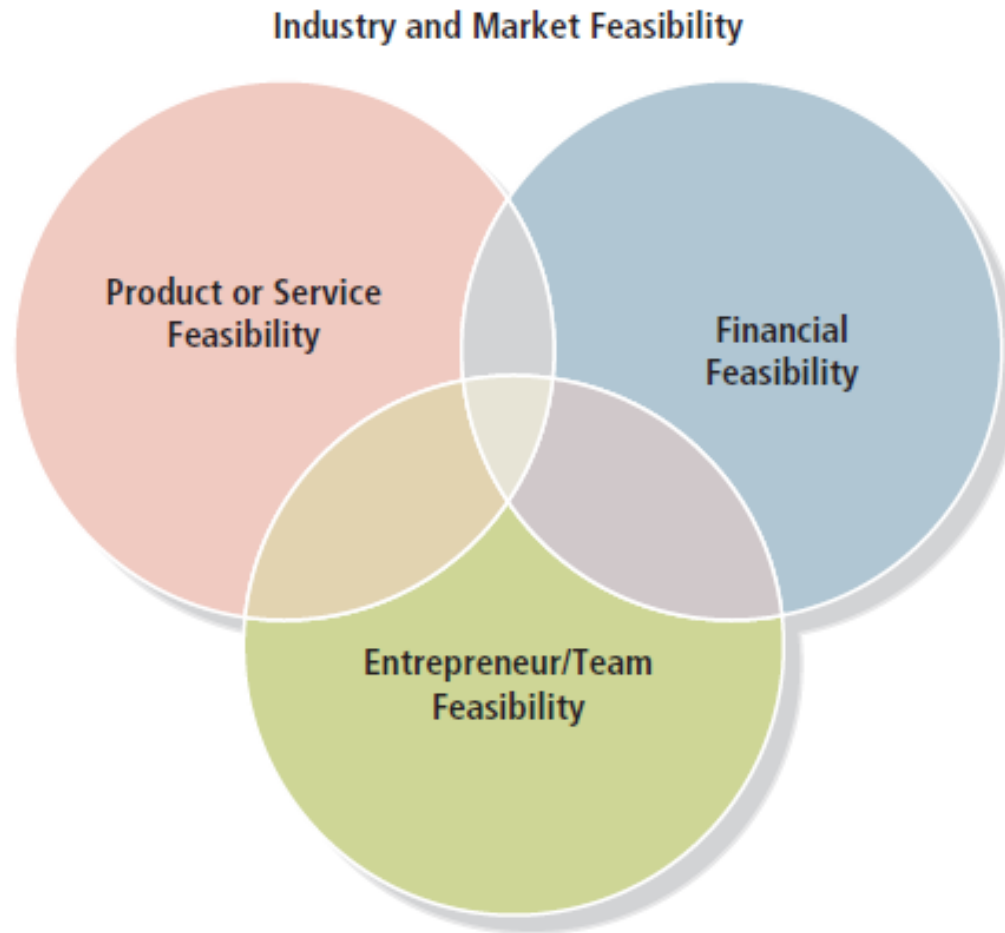 Industry and Market Feasibility
Product or Service
Feasibility
Financial
Feasibility
Entrepreneur/Team
Feasibility